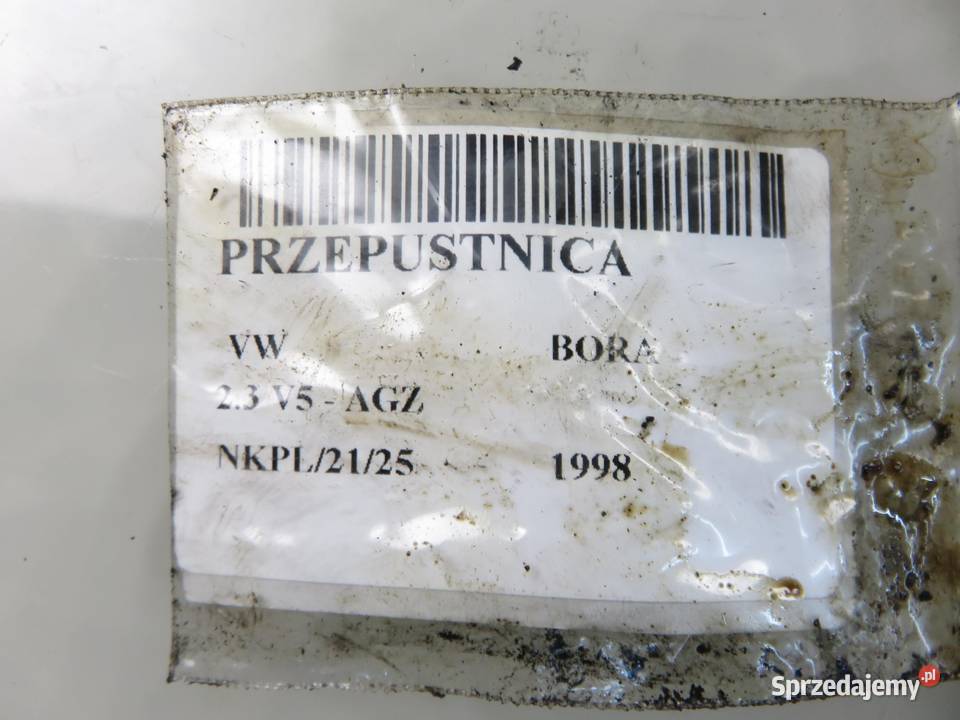 PRZEPUSTNICA
VW BORA
2.3 V5 - AGZ
NKPL/21/25 1998
Sprzedajemy.pl